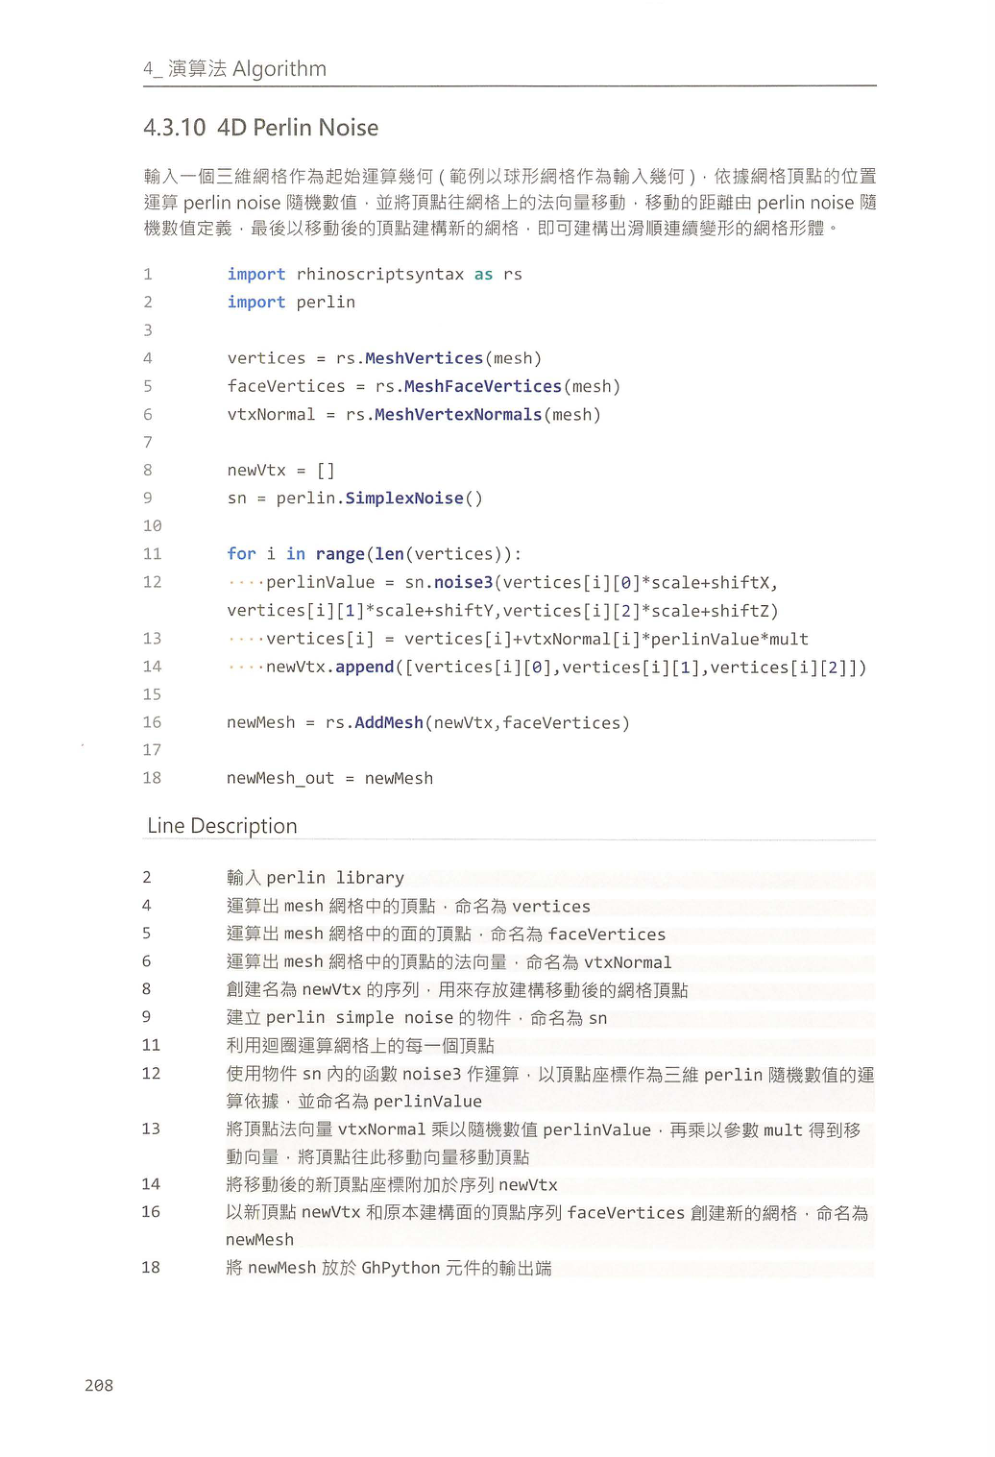 4_ 演算法 Algorithm
4.3.10 4D Perlin Noise
輸入一個三維網格作為起始運算幾何 ( 範例以球形網格作為輸入幾何 )，依據網格頂點的位置
運算 perlin noise 隨機數值，並將頂點往網格上的法向量移動，移動的距離由 perlin noise 隨
機數值定義，最後以移動後的頂點建構新的網格，即可建構出滑順連續變形的網格形體。
1 import rhinoscriptsyntax as rs
2 import perlin
3
4 vertices = rs.MeshVertices(mesh)
5 faceVertices = rs.MeshFaceVertices(mesh)
6 vtxNormal = rs.MeshVertexNormals(mesh)
7
8 newVtx = []
9 sn = perlin.SimplexNoise()
10
11 for i in range(len(vertices)):
12 ····perlinValue = sn.noise3(vertices[i][0]*scale+shiftX,
vertices[i][1]*scale+shiftY,vertices[i][2]*scale+shiftZ)
13 ····vertices[i] = vertices[i]+vtxNormal[i]*perlinValue*mult
14 ····newVtx.append([vertices[i][0],vertices[i][1],vertices[i][2]])
15
16 newMesh = rs.AddMesh(newVtx,faceVertices)
17
18 newMesh_out = newMesh
Line Description
2 輸入 perlin library
4 運算出 mesh 網格中的頂點，命名為 vertices
5 運算出 mesh 網格中的面的頂點，命名為 faceVertices
6 運算出 mesh 網格中的頂點的法向量，命名為 vtxNormal
8 創建名為 newVtx 的序列，用來存放建構移動後的網格頂點
9 建立 perlin simple noise 的物件，命名為 sn
11 利用迴圈運算網格上的每一個頂點
12 使用物件 sn 內的函數 noise3 作運算，以頂點座標作為三維 perlin 隨機數值的運
算依據，並命名為 perlinValue
13 將頂點法向量 vtxNormal 乘以隨機數值 perlinValue，再乘以參數 mult 得到移
動向量，將頂點往此移動向量移動頂點
14 將移動後的新頂點座標附加於序列 newVtx
16 以新頂點 newVtx 和原本建構面的頂點序列 faceVertices 創建新的網格，命名為
newMesh
18 將 newMesh 放於 GhPython 元件的輸出端
208